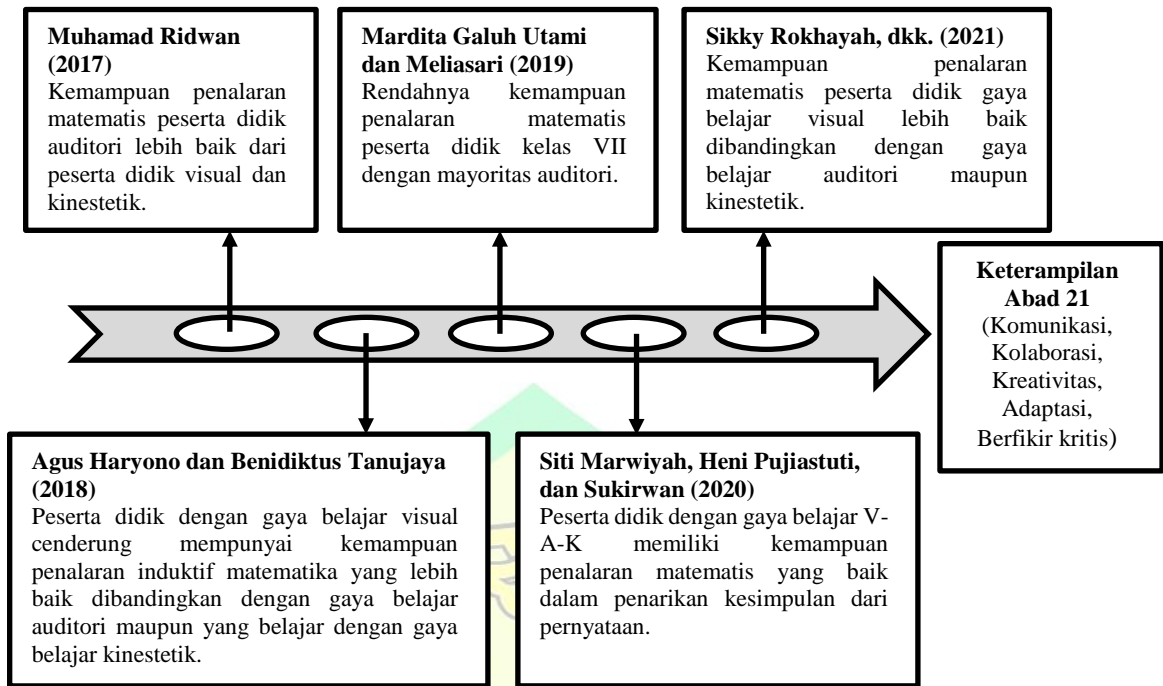 Muhamad Ridwan
(2017)
Kemampuan penalaran
matematis peserta didik
auditori lebih baik dari
peserta didik visual dan
kinestetik.
Mardita Galuh Utami
dan Meliasari (2019)
Rendahnya kemampuan
penalaran matematis
peserta didik kelas VII
dengan mayoritas auditori.
Sikky Rokhayah, dkk. (2021)
Kemampuan penalaran
matematis peserta didik gaya
belajar visual lebih baik
dibandingkan dengan gaya
belajar auditori maupun
kinestetik.
Keterampilan
Abad 21
(Komunikasi,
Kolaborasi,
Kreativitas,
Adaptasi,
Berfikir kritis)
Agus Haryono dan Benidiktus Tanujaya
(2018)
Peserta didik dengan gaya belajar visual
cenderung mempunyai kemampuan
penalaran induktif matematika yang lebih
baik dibandingkan dengan gaya belajar
auditori maupun yang belajar dengan gaya
belajar kinestetik.
Siti Marwiyah, Heni Pujiastuti,
dan Sukirwan (2020)
Peserta didik dengan gaya belajar V-
A-K memiliki kemampuan
penalaran matematis yang baik
dalam penarikan kesimpulan dari
pernyataan.